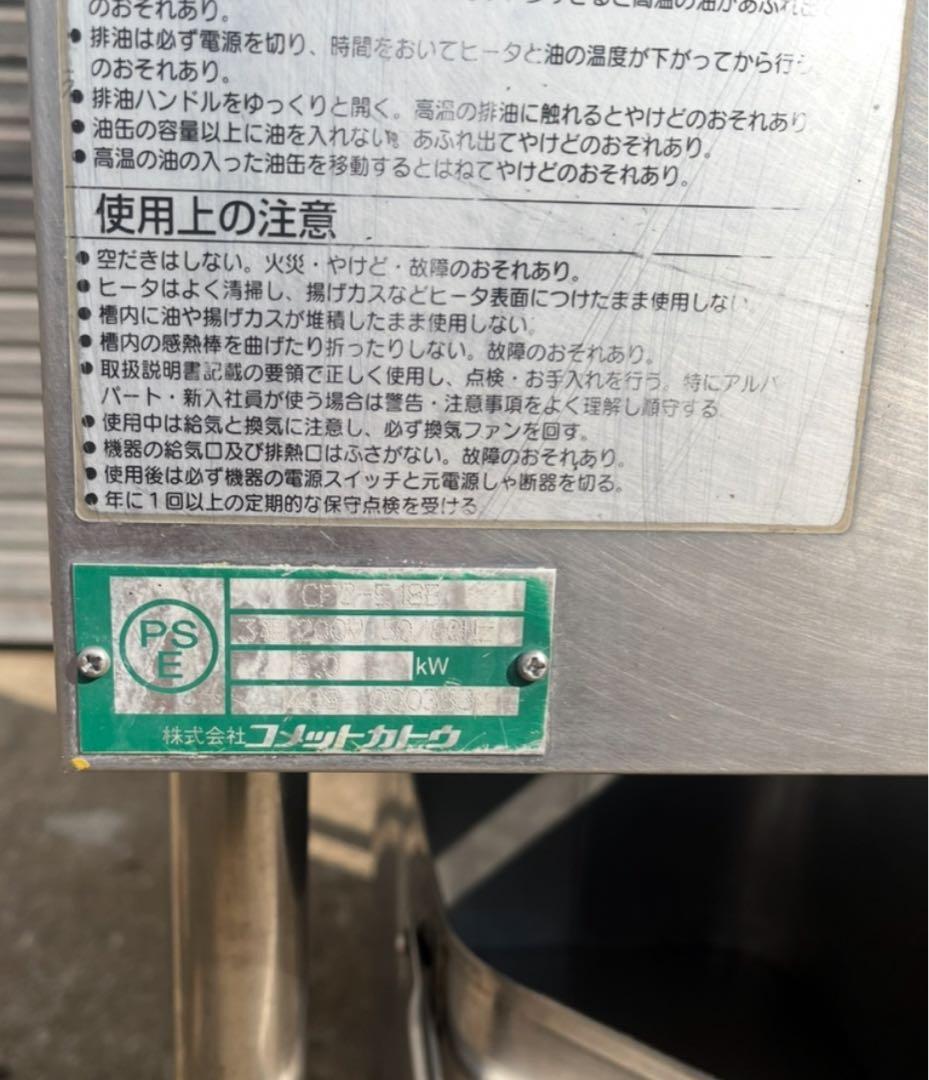 のおそれあり。
● 排油は必ず電源を切り、時間をおいてヒータと油の温度が下がってから行う
のおそれあり。
● 排油ハンドルをゆっくりと開く。高温の排油に触れるとやけどのおそれあり
● 油缶の容量以上に油を入れない。あふれ出てやけどのおそれあり。
● 高温の油の入った油缶を移動するとはねてやけどのおそれあり。
使用上の注意
● 空だきはしない。火災・やけど・故障のおそれあり。
● ヒータはよく清掃し、揚げカスなどヒータ表面につけたまま使用しない
● 槽内に油や揚げカスが堆積したまま使用しない。
● 槽内の感熱棒を曲げたり折ったりしない。故障のおそれあり。
● 取扱説明書記載の要領で正しく使用し、点検・お手入れを行う。特にアルバ
パート・新入社員が使う場合は警告・注意事項をよく理解し順守する
● 使用中は給気と換気に注意し、必ず換気ファンを回す。
● 機器の給気口及び排熱口はふさがない。故障のおそれあり。
● 使用後は必ず機器の電源スイッチと元電源しゃ断器を切る。
● 年に1回以上の定期的な保守点検を受ける
PS
E
200V 50/60Hz
kW
株式会社コメットカトウ